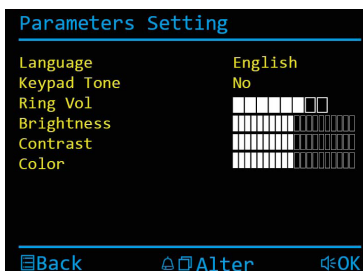 Parameters Setting
Language English
Keypad Tone No
Ring Vol
Brightness
Contrast
Color
Back Alter OK